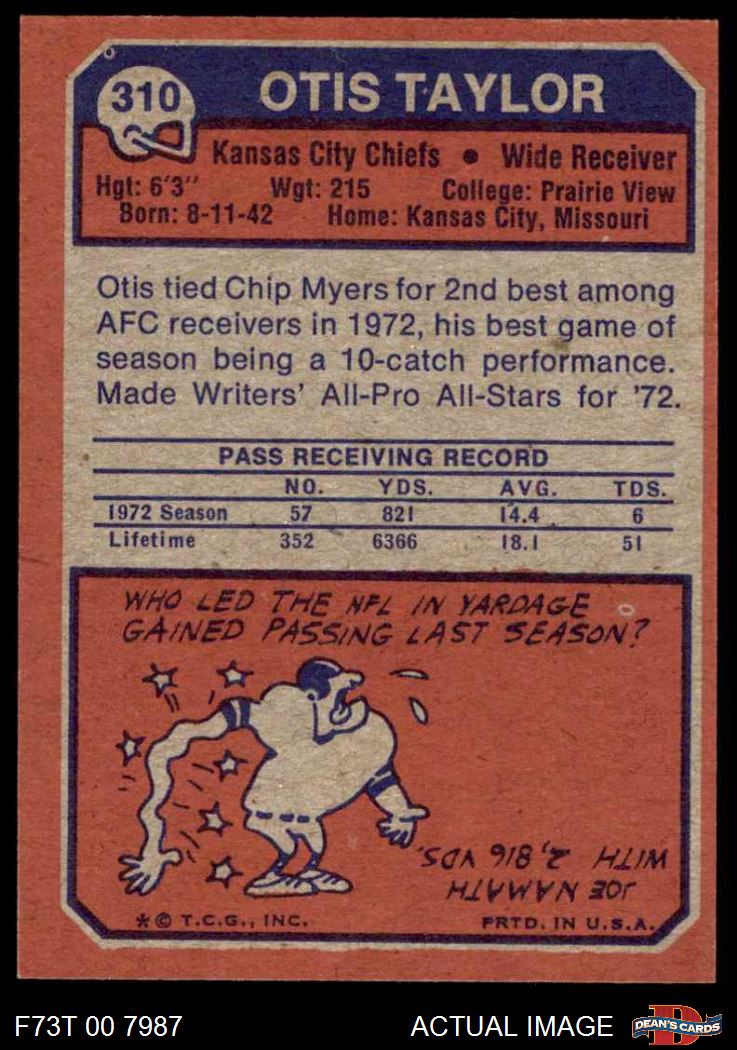 310
OTIS TAYLOR
Kansas City Chiefs • Wide Receiver
Hgt: 6'3" Wgt: 215 College: Prairie View
Born: 8-11-42 Home: Kansas City, Missouri
Otis tied Chip Myers for 2nd best among
AFC receivers in 1972, his best game of
season being a 10-catch performance.
Made Writers' All-Pro All-Stars for '72.
PASS RECEIVING RECORD
NO. YDS. AVG. TDS.
1972 Season 57 821 14.4 6
Lifetime 352 6366 18.1 51
WHO LED THE NFL IN YARDAGE
GAINED PASSING LAST SEASON?
JOE NAMATH
WITH 2,816 YDS.
* © T.C.G., INC. PRTD. IN U.S.A.
F73T 00 7987 ACTUAL IMAGE D DEAN'S CARDS